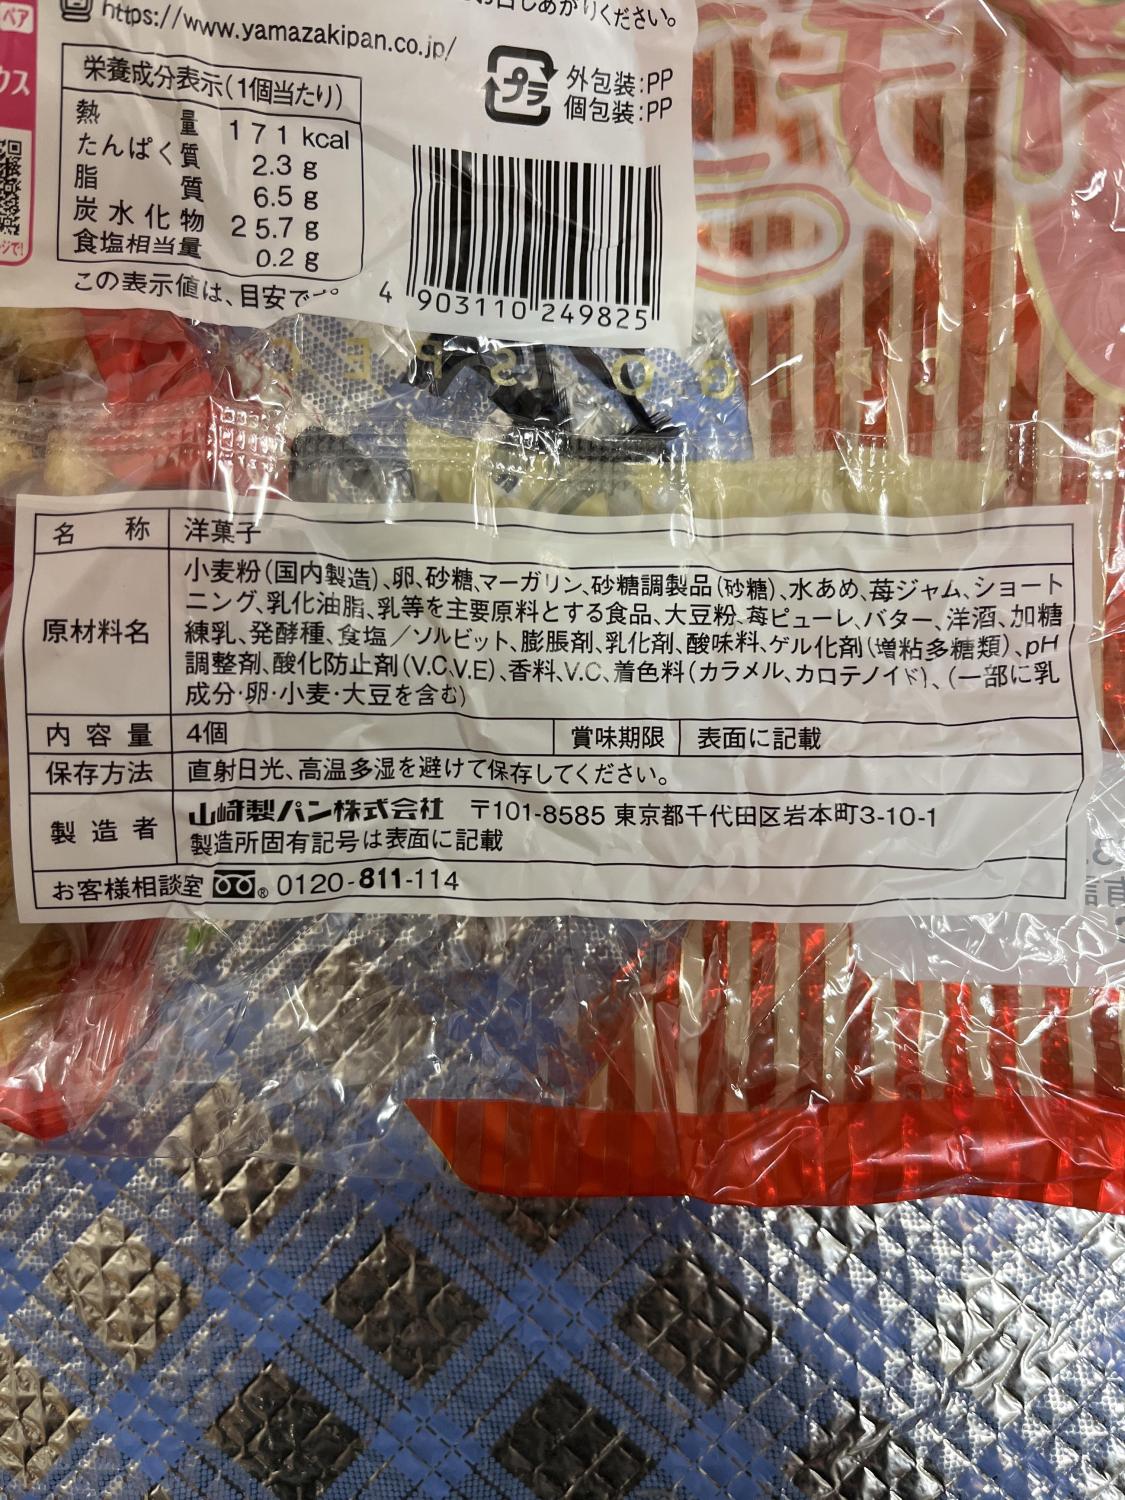 https://www.yamazakipan.co.jp/
栄養成分表示(1個当たり)
熱量 171 kcal
たんぱく質 2.3 g
脂質 6.5 g
炭水化物 25.7 g
食塩相当量 0.2 g
この表示値は、目安です。
プラ
外包装:PP
個包装:PP
4 903110 249825
名称 洋菓子
原材料名
小麦粉(国内製造)、卵、砂糖、マーガリン、砂糖調製品(砂糖)、水あめ、苺ジャム、ショート
ニング、乳化油脂、乳等を主要原料とする食品、大豆粉、苺ピューレ、バター、洋酒、加糖
練乳、発酵種、食塩/ソルビット、膨脹剤、乳化剤、酸味料、ゲル化剤(増粘多糖類)、pH
調整剤、酸化防止剤(V.C、V.E)、香料、V.C、着色料(カラメル、カロテノイド)、(一部に乳
成分・卵・小麦・大豆を含む)
内容量 4個 賞味期限 表面に記載
保存方法 直射日光、高温多湿を避けて保存してください。
製造者 山崎製パン株式会社 〒101-8585 東京都千代田区岩本町3-10-1
製造所固有記号は表面に記載
お客様相談室 ® 0120-811-114